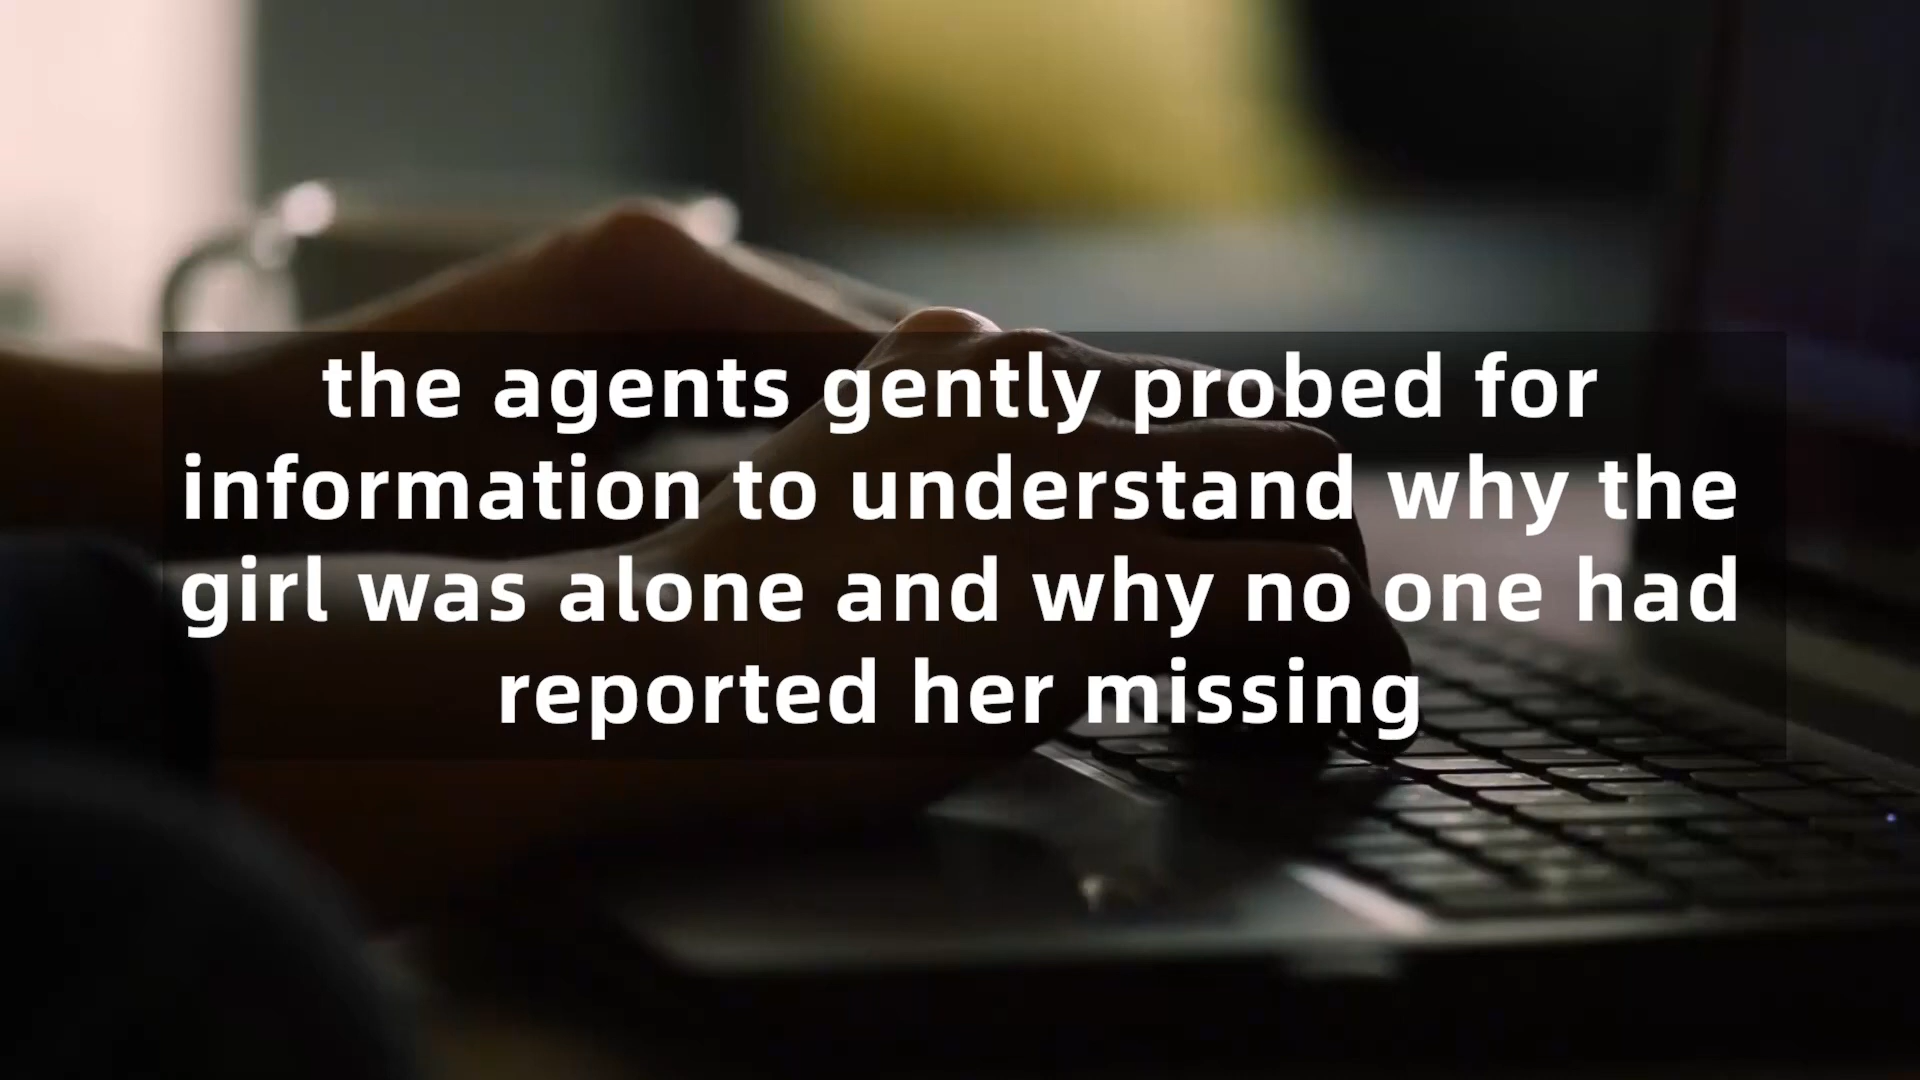 the agents gently probed for
information to understand why the
girl was alone and why no one had
reported her missing